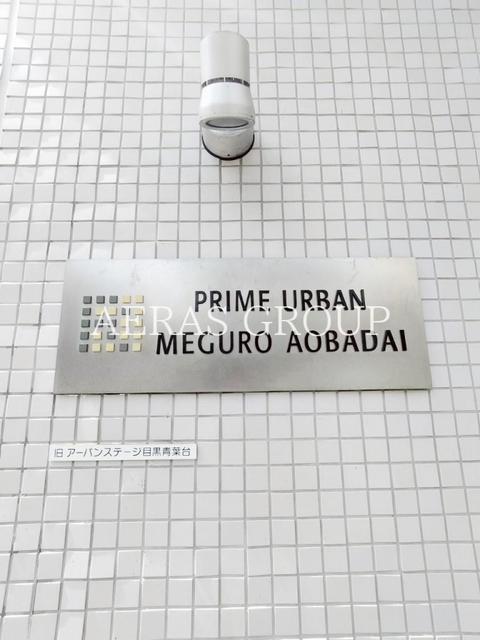 PRIME URBAN
AERAS GROUP
MEGURO AOBADAI
旧 アーバンステージ目黒青葉台